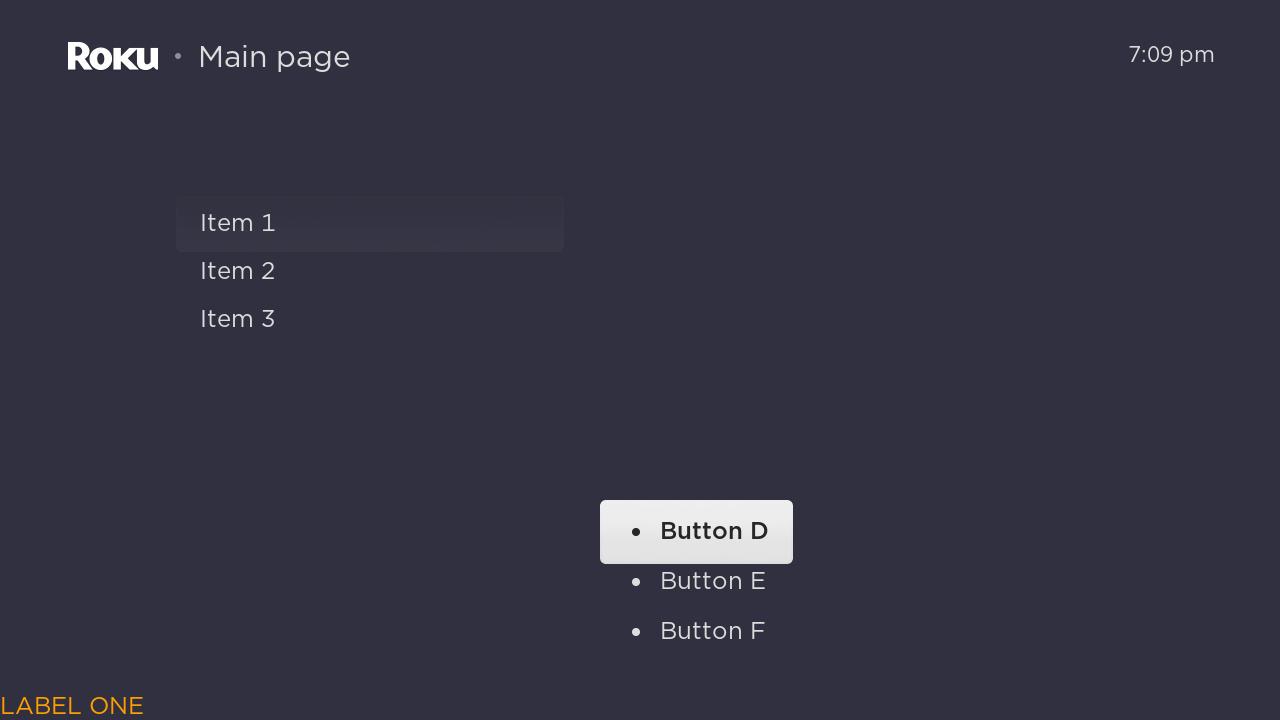 Roku • Main page
7:09 pm
Item 1
Item 2
Item 3
• Button D
• Button E
• Button F
LABEL ONE